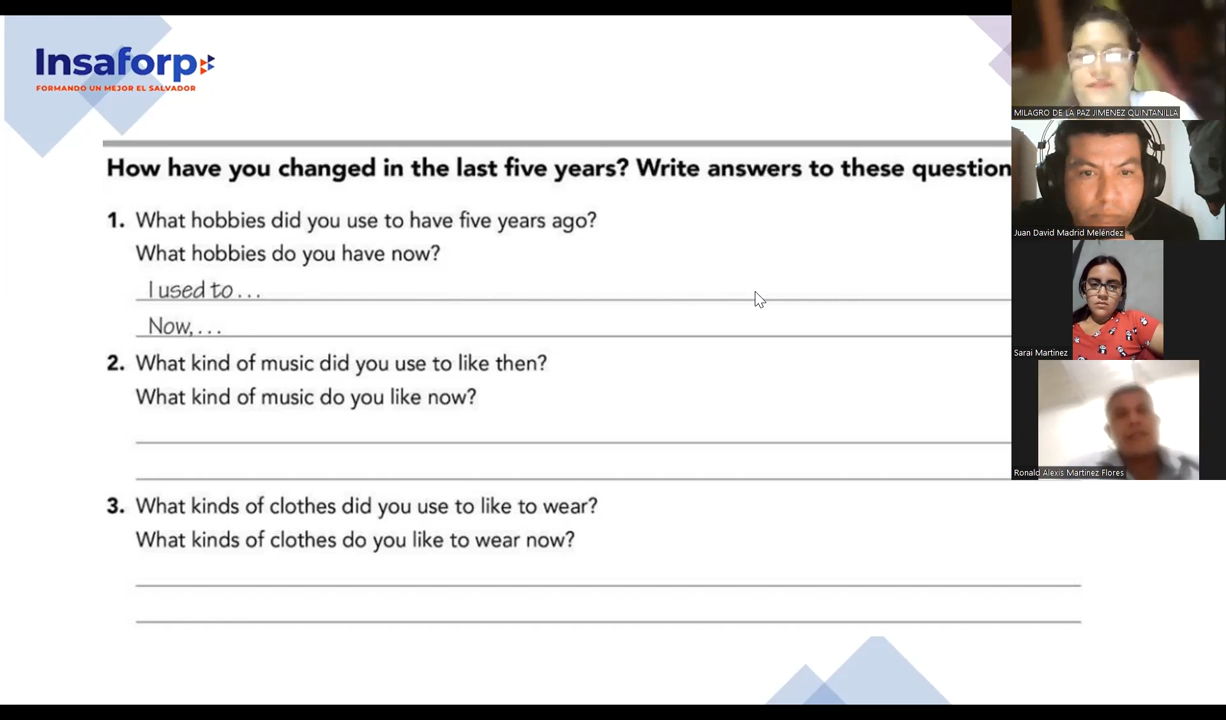 Insaforp
FORMANDO UN MEJOR EL SALVADOR
How have you changed in the last five years? Write answers to these question
1. What hobbies did you use to have five years ago?
What hobbies do you have now?
I used to . . .
Now, . . .
2. What kind of music did you use to like then?
What kind of music do you like now?
3. What kinds of clothes did you use to like to wear?
What kinds of clothes do you like to wear now?
MILAGRO DE LA PAZ JIMENEZ QUINTANILLA
Juan David Madrid Meléndez
Sarai Martinez
Ronald Alexis Martinez Flores